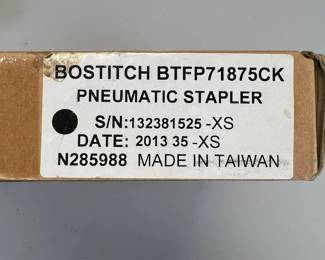 BOSTITCH BTFP71875CK
PNEUMATIC STAPLER
S/N:132381525-XS
DATE: 2013 35-XS
N285988 MADE IN TAIWAN